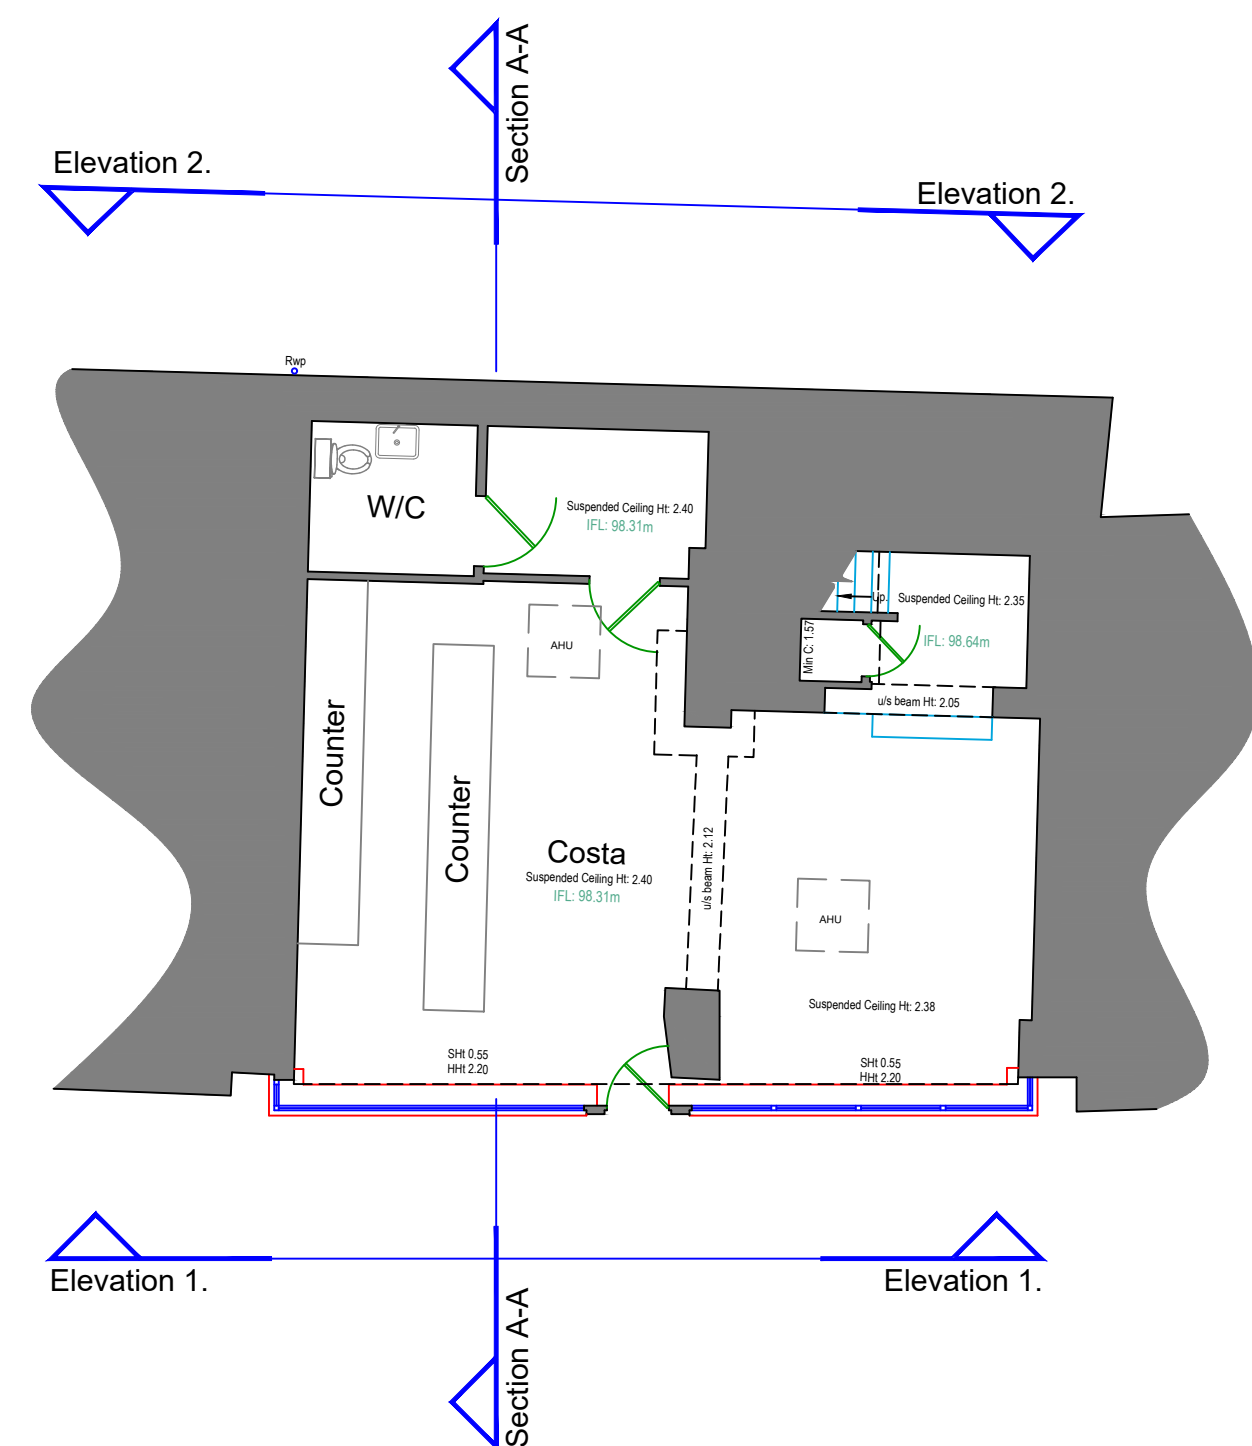 Section A-A
Elevation 2.
Elevation 2.
Rwp
W/C
Suspended Ceiling Ht: 2.40
IFL: 98.31m
Up.
Suspended Ceiling Ht: 2.35
IFL: 98.64m
Min C: 1.57
u/s beam Ht: 2.05
AHU
Counter
Counter
Costa
Suspended Ceiling Ht: 2.40
IFL: 98.31m
u/s beam Ht: 2.12
AHU
Suspended Ceiling Ht: 2.38
SHt 0.55
HHt 2.20
SHt 0.55
HHt 2.20
Elevation 1.
Elevation 1.
Section A-A